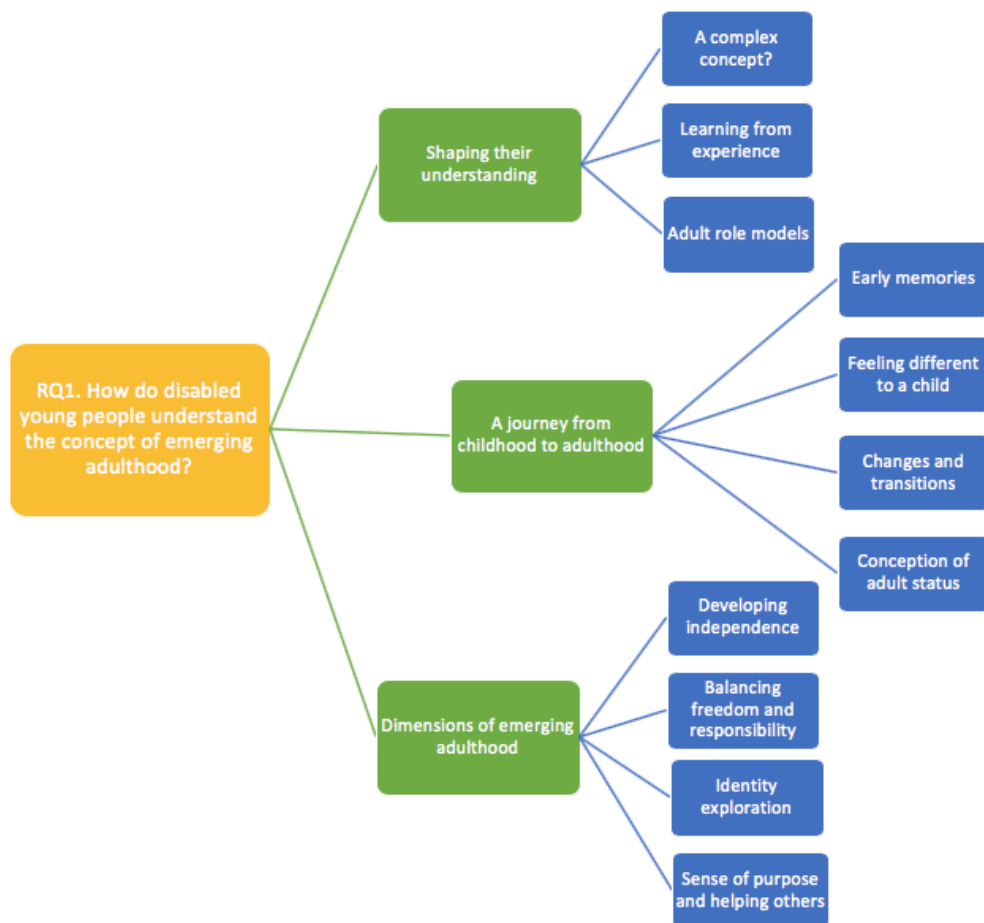 RQ1. How do disabled
young people understand
the concept of emerging
adulthood?
Shaping their
understanding
A complex
concept?
Learning from
experience
Adult role models
A journey from
childhood to adulthood
Early memories
Feeling different
to a child
Changes and
transitions
Conception of
adult status
Dimensions of emerging
adulthood
Developing
independence
Balancing
freedom and
responsibility
Identity
exploration
Sense of purpose
and helping others